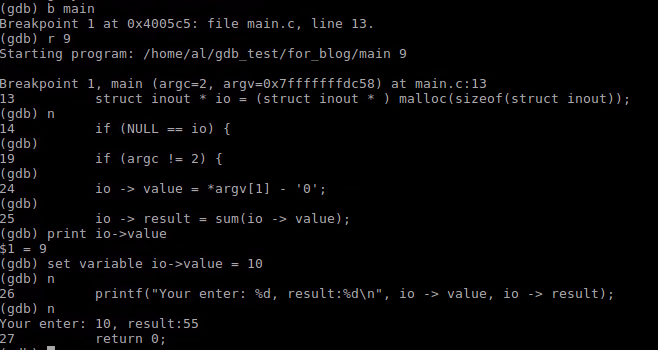 (gdb) b main
Breakpoint 1 at 0x4005c5: file main.c, line 13.
(gdb) r 9
Starting program: /home/al/gdb_test/for_blog/main 9

Breakpoint 1, main (argc=2, argv=0x7fffffffdc58) at main.c:13
13          struct inout * io = (struct inout * ) malloc(sizeof(struct inout));
(gdb) n
14          if (NULL == io) {
(gdb)
19          if (argc != 2) {
(gdb)
24          io -> value = *argv[1] - '0';
(gdb)
25          io -> result = sum(io -> value);
(gdb) print io->value
$1 = 9
(gdb) set variable io->value = 10
(gdb) n
26          printf("Your enter: %d, result:%d\n", io -> value, io -> result);
(gdb) n
Your enter: 10, result:55
27          return 0;
(gdb)